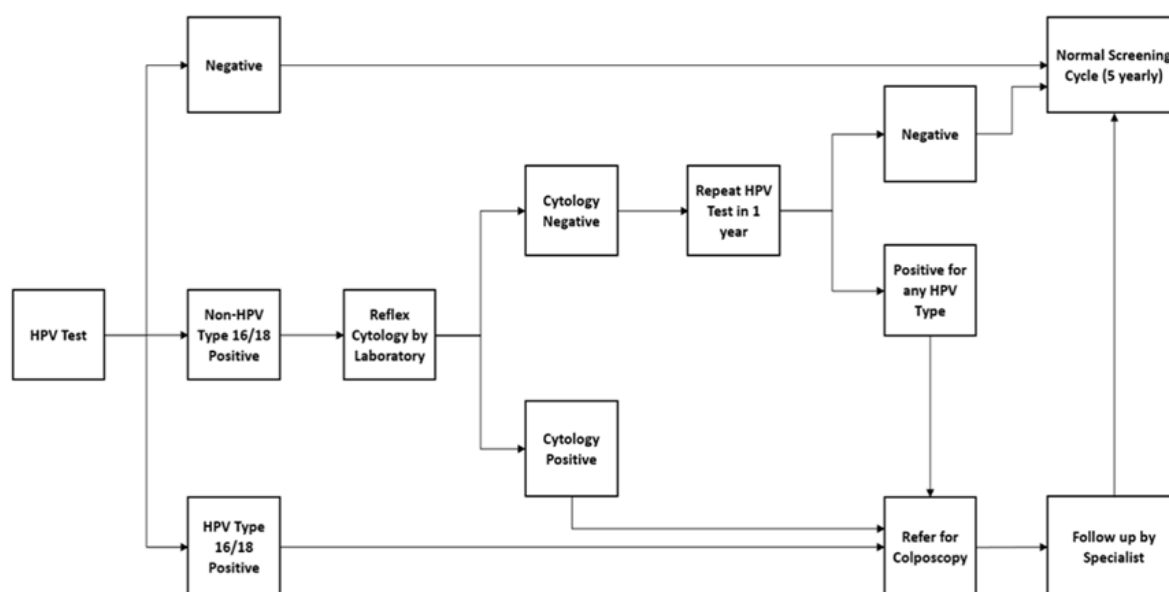 Negative
Normal Screening
Cycle (5 yearly)
Negative
Cytology
Negative
Repeat HPV
Test in 1
year
Positive for
any HPV
Type
HPV Test
Non-HPV
Type 16/18
Positive
Reflex
Cytology by
Laboratory
Cytology
Positive
HPV Type
16/18
Positive
Refer for
Colposcopy
Follow up by
Specialist